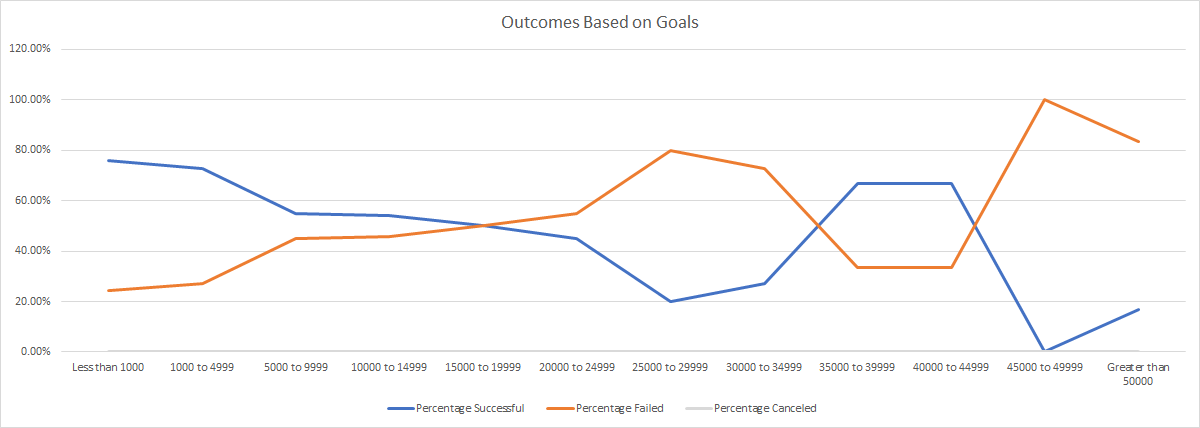 Outcomes Based on Goals
120.00%
100.00%
80.00%
60.00%
40.00%
20.00%
0.00%
Less than 1000 1000 to 4999 5000 to 9999 10000 to 14999 15000 to 19999 20000 to 24999 25000 to 29999 30000 to 34999 35000 to 39999 40000 to 44999 45000 to 49999 Greater than
50000
Percentage Successful Percentage Failed Percentage Canceled